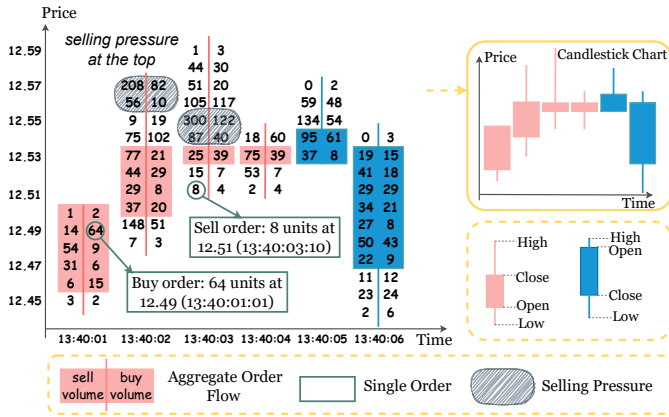 Price
12.59
12.57
12.55
12.53
12.51
12.49
12.47
12.45
selling pressure
at the top
1 2
14 64
54 9
31 6
6 15
3 2
208 82
56 10
9 19
75 102
77 21
44 29
29 8
37 20
148 51
7 3
1 3
44 30
51 20
105 117
300 122
87 40
25 39
15 7
8 4
18 60
75 39
53 7
2 4
0 2
59 48
134 54
95 61
37 8
0 3
19 15
41 18
29 29
34 21
27 8
50 43
22 9
11 12
23 24
2 6
Sell order: 8 units at
12.51 (13:40:03:10)
Buy order: 64 units at
12.49 (13:40:01:01)
13:40:01 13:40:02 13:40:03 13:40:04 13:40:05 13:40:06
Time
Price
Candlestick Chart
Time
High
Close
Open
Low
High
Open
Close
Low
sell volume
buy volume
Aggregate Order
Flow
Single Order
Selling Pressure